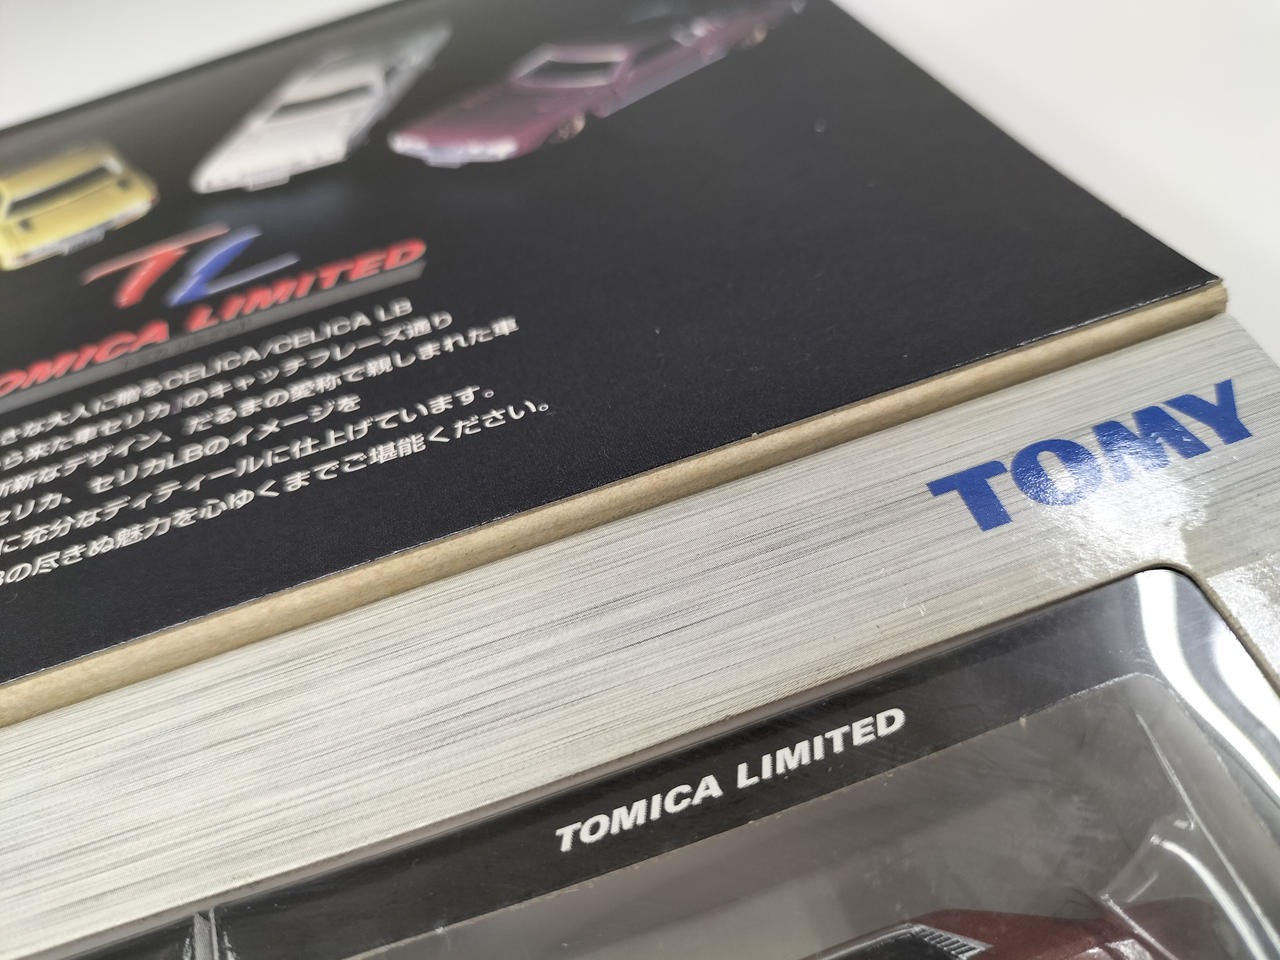 TL
TOMICA LIMITED
きな大人に贈るCELICA/CELICA LB
ら来た車セリカ」のキャッチフレーズ通り
斬新なデザイン、だるまの愛称で親しまれた車
セリカ、セリカLBのイメージを
に充分なディティールに仕上げています。
Bの尽きぬ魅力を心ゆくまでご堪能ください。
TOMY
TOMICA LIMITED